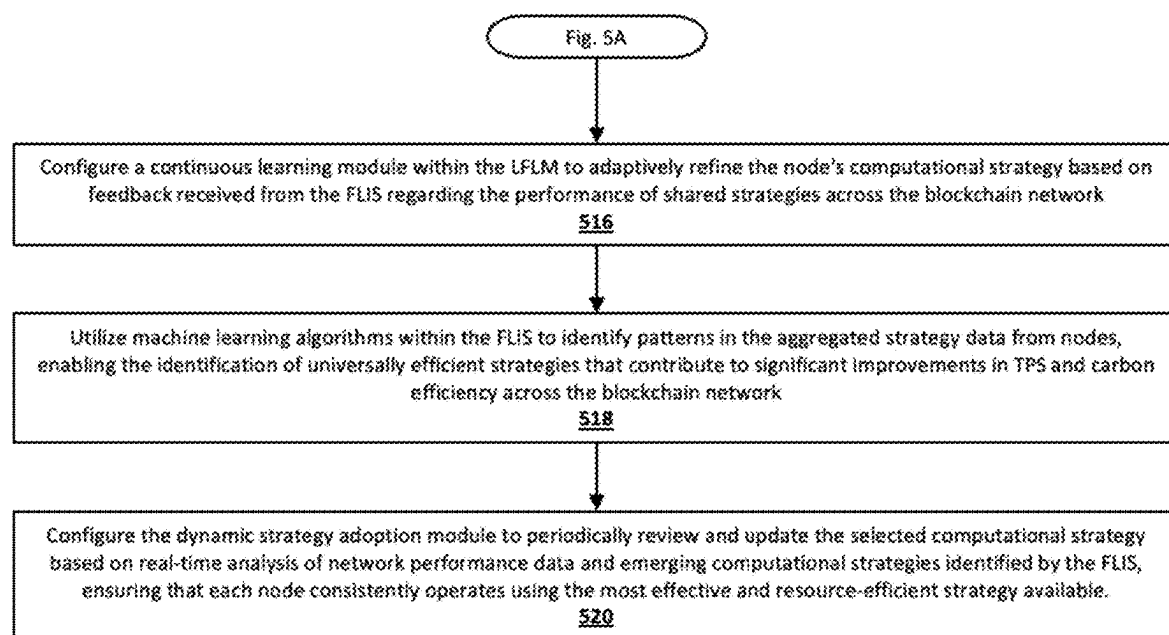 Fig. 5A
Configure a continuous learning module within the LFLM to adaptively refine the node's computational strategy based on
feedback received from the FLIS regarding the performance of shared strategies across the blockchain network
516
Utilize machine learning algorithms within the FLIS to identify patterns in the aggregated strategy data from nodes,
enabling the identification of universally efficient strategies that contribute to significant improvements in TPS and carbon
efficiency across the blockchain network
518
Configure the dynamic strategy adoption module to periodically review and update the selected computational strategy
based on real-time analysis of network performance data and emerging computational strategies identified by the FLIS,
ensuring that each node consistently operates using the most effective and resource-efficient strategy available.
520